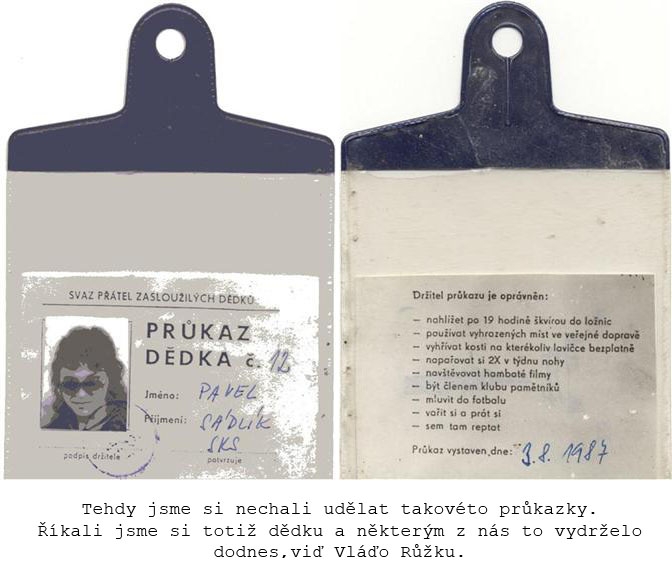 SVAZ PŘÁTEL ZASLOUŽILÝCH DĚDKŮ
PRŮKAZ
DĚDKA č. 12
Jméno: PAVEL
Příjmení: SÁDLÍK
SKS
podpis držitele potvrzuje
Držitel průkazu je oprávněn:
— nahlížet po 19 hodině škvírou do ložnic
— používat vyhrazených míst ve veřejné dopravě
— vyhřívat kosti na kterékoliv lavičce bezplatně
— napařovat si 2X v týdnu nohy
— navštěvovat hambaté filmy
— být členem klubu pamětníků
— mluvit do fotbalu
— vařit si a prót si
— sem tam reptat
Průkaz vystaven dne: 3.8. 1987
Tehdy jsme si nechali udělat takovéto průkazky.
Říkali jsme si totiž dědku a některým z nás to vydrželo
dodnes,viď Vláďo Růžku.